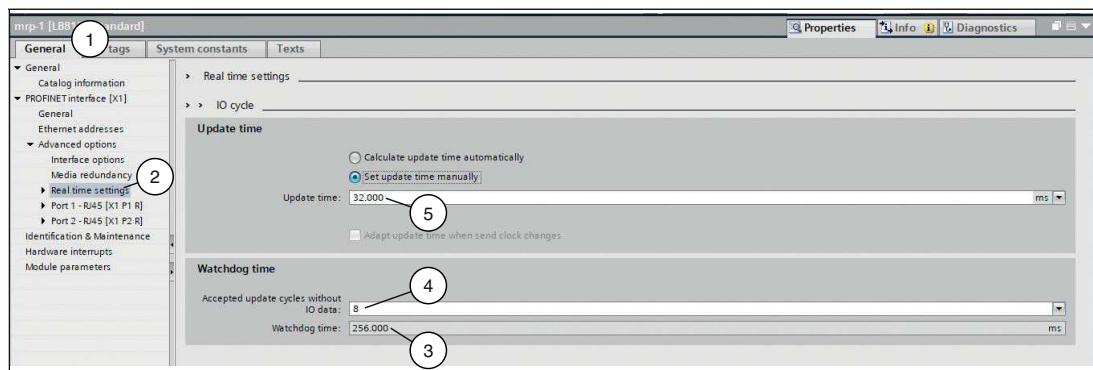 mrp-1 [LB81 andard]
Properties Info Diagnostics
General tags System constants Texts
1
General
Catalog information
PROFINET interface [X1]
General
Ethernet addresses
Advanced options
Interface options
Media redundancy
Real time settings
Port 1 - RJ45 [X1 P1 R]
Port 2 - RJ45 [X1 P2 R]
Identification & Maintenance
Hardware interrupts
Module parameters
2
Real time settings
IO cycle
Update time
Calculate update time automatically
Set update time manually
Update time: 32.000 ms
5
Adapt update time when send clock changes
Watchdog time
4
Accepted update cycles without
IO data: 8
Watchdog time: 256.000 ms
3